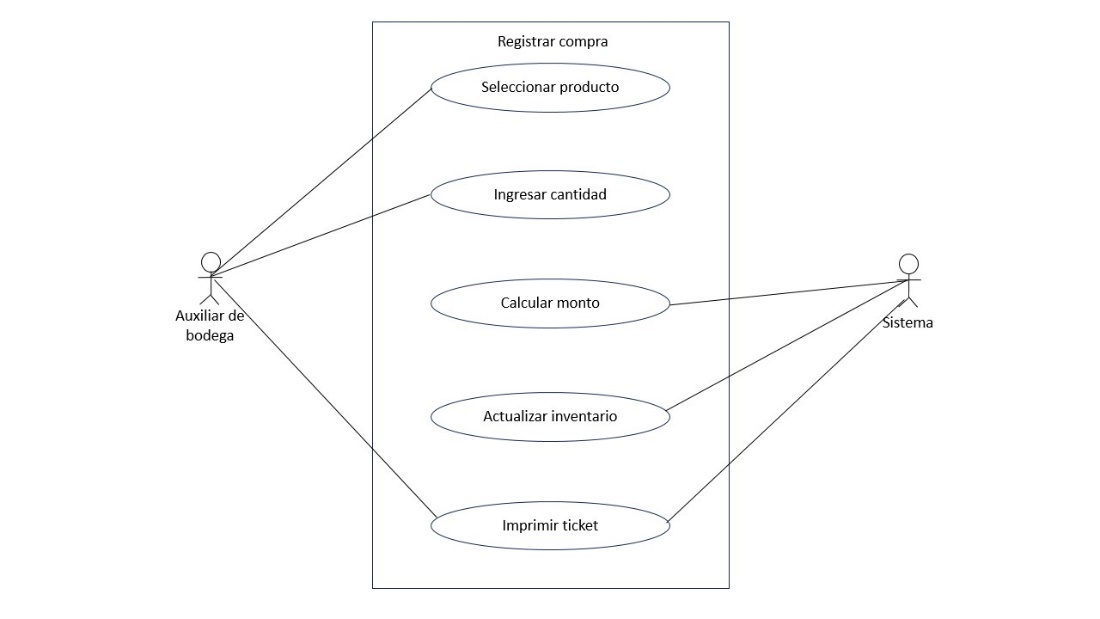 Registrar compra
Seleccionar producto
Ingresar cantidad
Calcular monto
Actualizar inventario
Imprimir ticket
Auxiliar de
bodega
Sistema